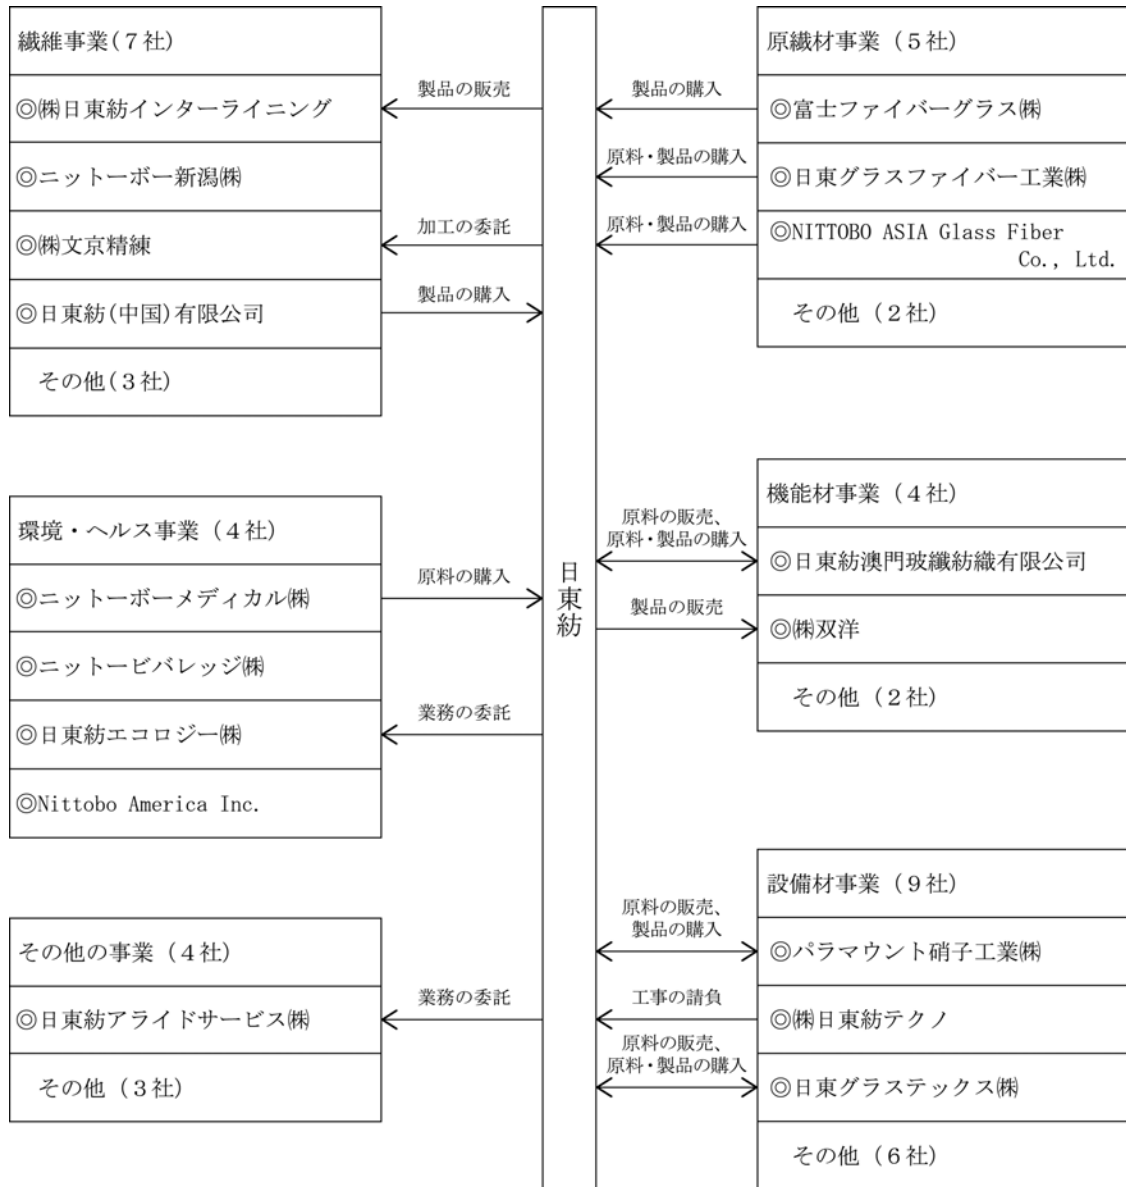 繊維事業(7社)
製品の販売
◎㈱日東紡インターライニング
◎ニットーボー新潟㈱
加工の委託
◎㈱文京精練
製品の購入
◎日東紡(中国)有限公司
その他(3社)
環境・ヘルス事業(4社)
原料の購入
◎ニットーボーメディカル㈱
◎ニットービバレッジ㈱
業務の委託
◎日東紡エコロジー㈱
◎Nittobo America Inc.
その他の事業(4社)
業務の委託
◎日東紡アライドサービス㈱
その他(3社)
日東紡
原繊材事業(5社)
製品の購入
◎富士ファイバーグラス㈱
原料・製品の購入
◎日東グラスファイバー工業㈱
原料・製品の購入
◎NITTOBO ASIA Glass Fiber
Co., Ltd.
その他(2社)
機能材事業(4社)
原料の販売、
原料・製品の購入
◎日東紡澳門玻纖紡織有限公司
製品の販売
◎㈱双洋
その他(2社)
設備材事業(9社)
原料の販売、
製品の購入
◎パラマウント硝子工業㈱
工事の請負
◎㈱日東紡テクノ
原料の販売、
原料・製品の購入
◎日東グラステックス㈱
その他(6社)